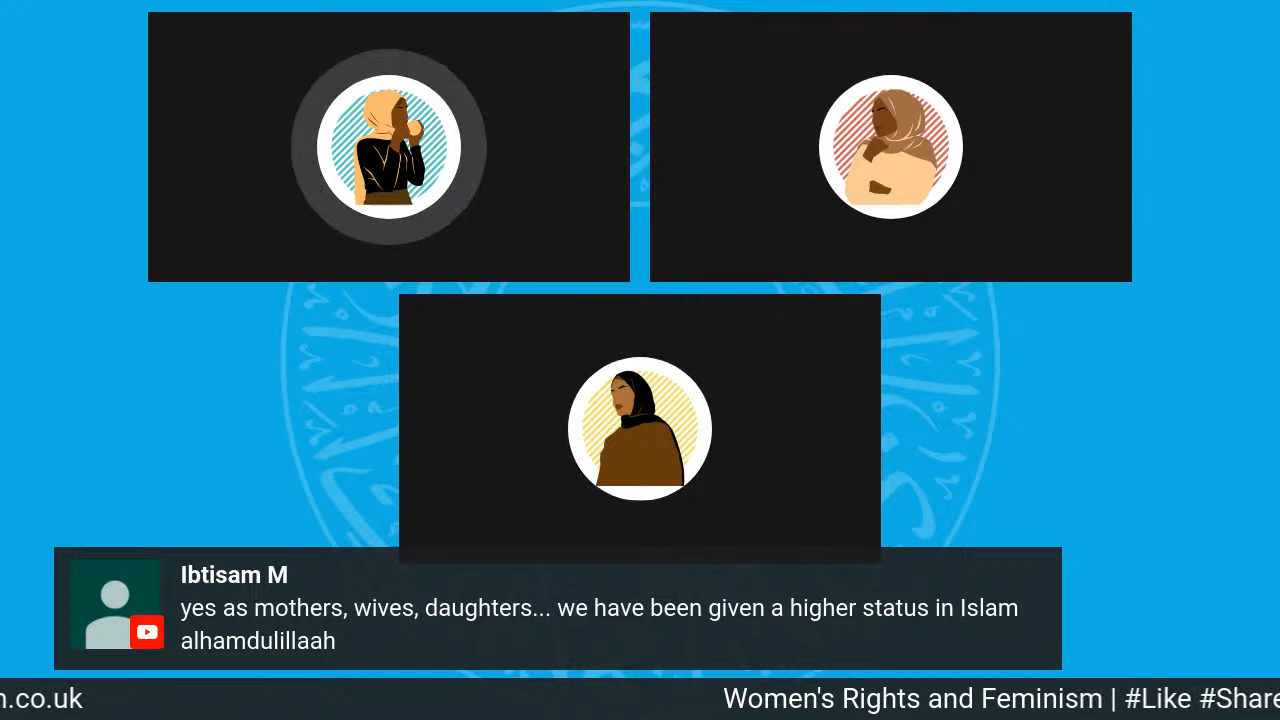 Ibtisam M
yes as mothers, wives, daughters... we have been given a higher status in Islam
alhamdulillaah
n.co.uk Women's Rights and Feminism | #Like #Share